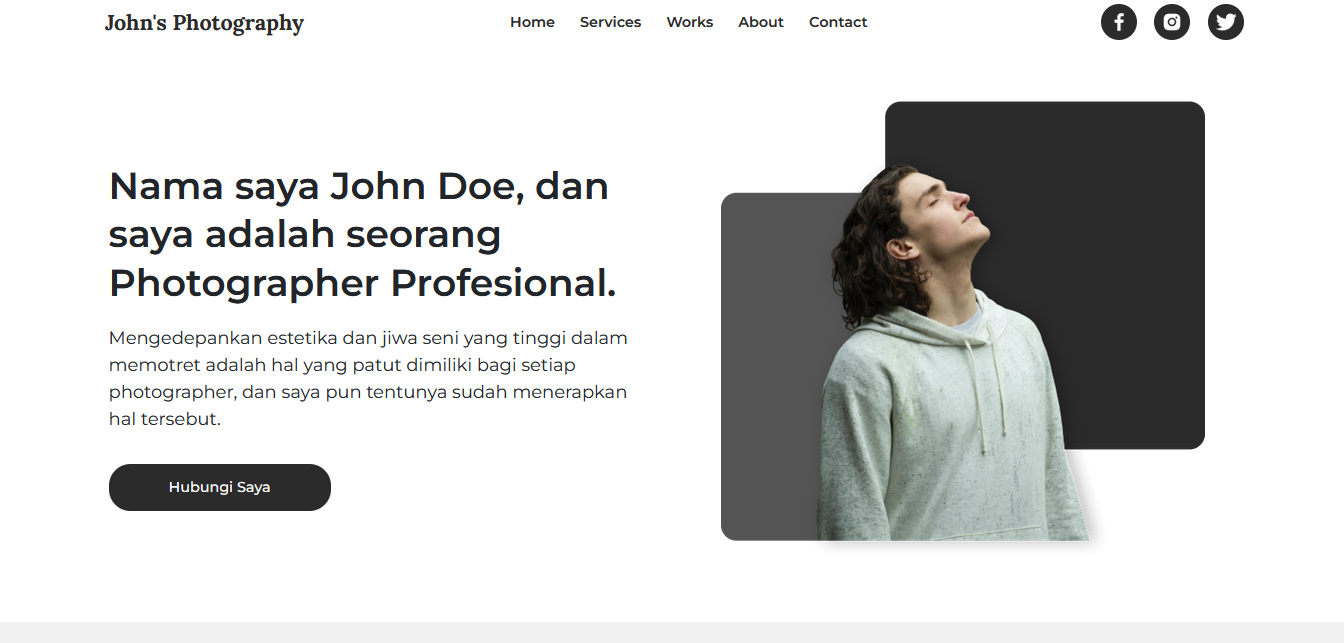 John's Photography
Home Services Works About Contact
Nama saya John Doe, dan
saya adalah seorang
Photographer Profesional.
Mengedepankan estetika dan jiwa seni yang tinggi dalam
memotret adalah hal yang patut dimiliki bagi setiap
photographer, dan saya pun tentunya sudah menerapkan
hal tersebut.
Hubungi Saya